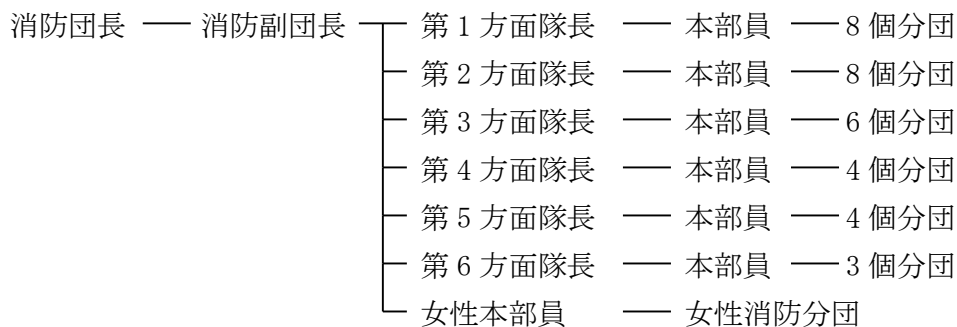 消防団長 消防副団長 第1方面隊長 本部員 8個分団
第2方面隊長 本部員 8個分団
第3方面隊長 本部員 6個分団
第4方面隊長 本部員 4個分団
第5方面隊長 本部員 4個分団
第6方面隊長 本部員 3個分団
女性本部員 女性消防分団